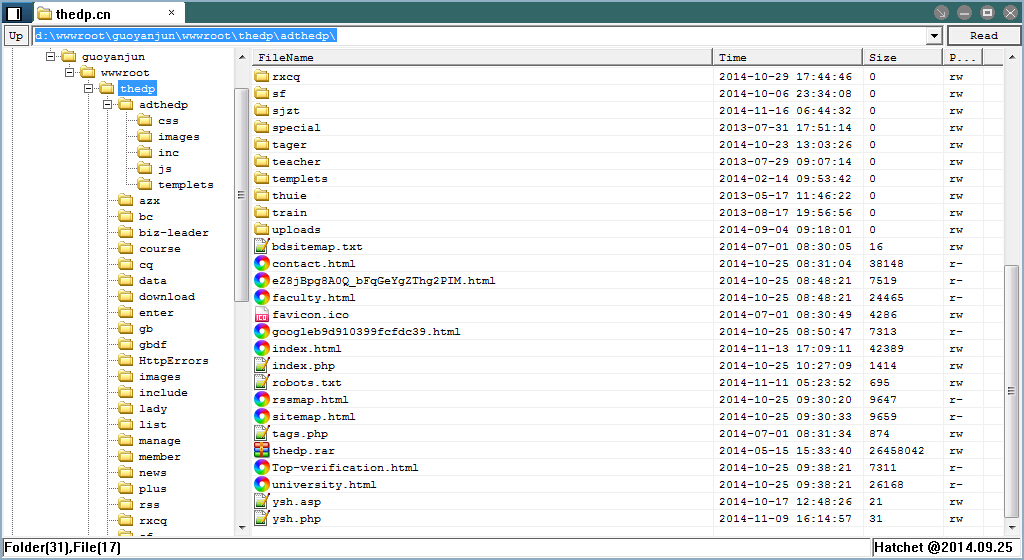 thedp.cn ×
Up d:\wwwroot\guoyanjun\wwwroot\thedp\adthedp\ Read
guoyanjun
wwwroot
thedp
adthedp
css
images
inc
js
templets
azx
bc
biz-leader
course
cq
data
download
enter
gb
gbdf
HttpErrors
images
include
lady
list
manage
member
news
plus
rss
rxcq
FileName Time Size P...
rxcq 2014-10-29 17:44:46 0 rw
sf 2014-10-06 23:34:08 0 rw
sjzt 2014-11-16 06:44:32 0 rw
special 2013-07-31 17:51:14 0 rw
tager 2014-10-23 13:03:26 0 rw
teacher 2013-07-29 09:07:14 0 rw
templets 2014-02-14 09:53:42 0 rw
thuie 2013-05-17 11:46:22 0 rw
train 2013-08-17 19:56:56 0 rw
uploads 2014-09-04 09:18:01 0 rw
bdsitemap.txt 2014-07-01 08:30:05 16 rw
contact.html 2014-10-25 08:31:04 38148 r-
eZ8jBpg8A0Q_bFqGeYgZThg2PIM.html 2014-10-25 08:48:21 7519 r-
faculty.html 2014-10-25 08:48:21 24465 r-
favicon.ico 2014-07-01 08:30:49 4286 rw
googleb9d910399fcfdc39.html 2014-10-25 08:50:47 7313 r-
index.html 2014-11-13 17:09:11 42389 rw
index.php 2014-10-25 10:27:09 1414 rw
robots.txt 2014-11-11 05:23:52 695 rw
rssmap.html 2014-10-25 09:30:20 9647 r-
sitemap.html 2014-10-25 09:30:33 9659 r-
tags.php 2014-07-01 08:31:34 874 rw
thedp.rar 2014-05-15 15:33:40 26458042 rw
Top-verification.html 2014-10-25 09:38:21 7311 r-
university.html 2014-10-25 09:38:21 26168 r-
ysh.asp 2014-10-17 12:48:26 21 rw
ysh.php 2014-11-09 16:14:57 31 rw
Folder(31),File(17) Hatchet @2014.09.25